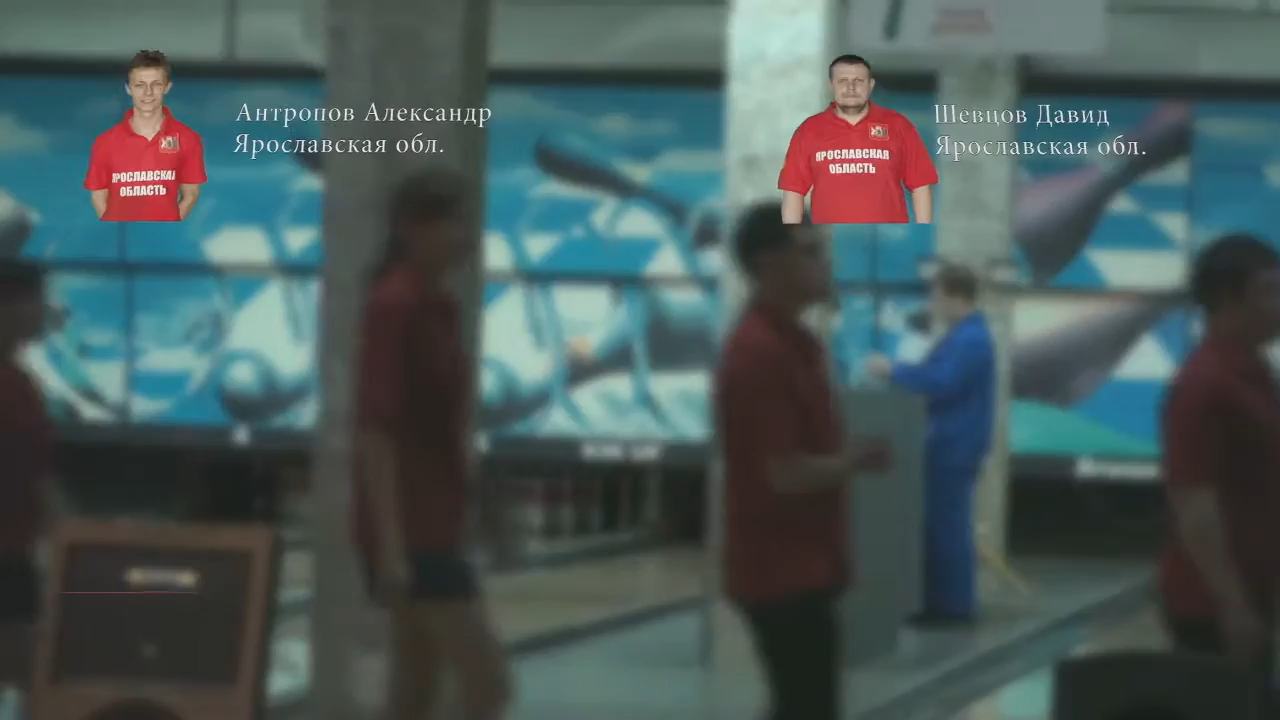 Антропов Александр
Ярославская обл.
ЯРОСЛАВСКАЯ
ОБЛАСТЬ
Шевцов Давид
Ярославская обл.
ЯРОСЛАВСКАЯ
ОБЛАСТЬ